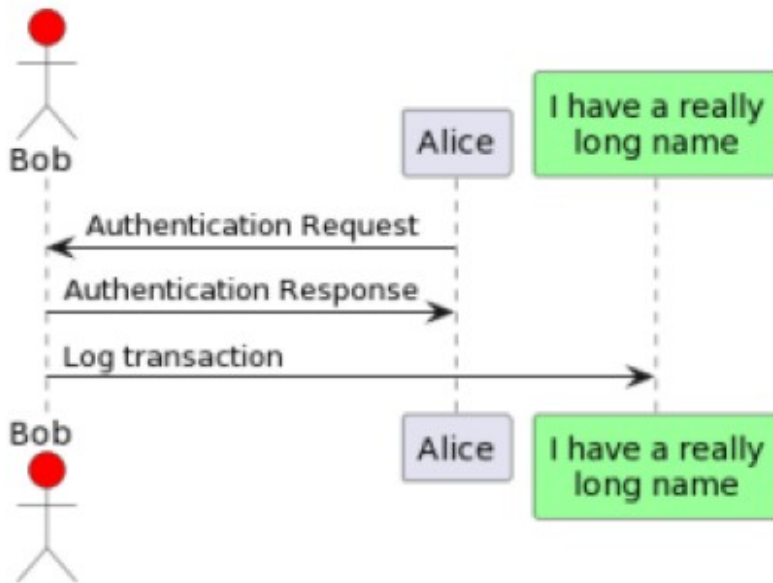 Bob
Alice
I have a really
long name
Authentication Request
Authentication Response
Log transaction
Bob
Alice
I have a really
long name